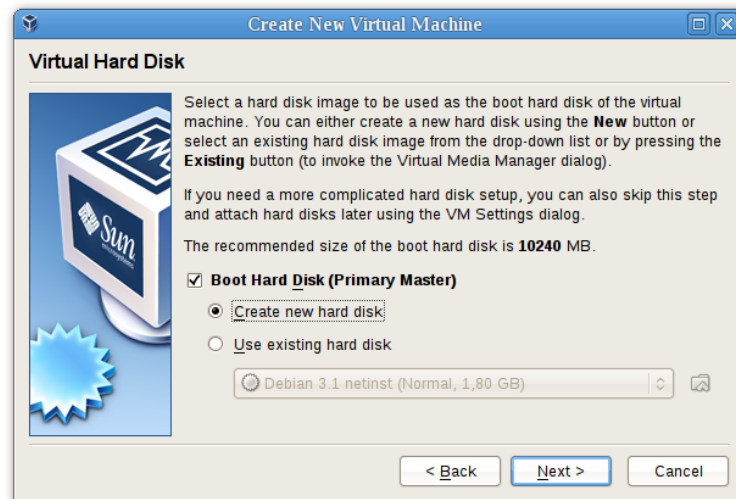 Create New Virtual Machine
Virtual Hard Disk
Select a hard disk image to be used as the boot hard disk of the virtual
machine. You can either create a new hard disk using the New button or
select an existing hard disk image from the drop-down list or by pressing the
Existing button (to invoke the Virtual Media Manager dialog).
If you need a more complicated hard disk setup, you can also skip this step
and attach hard disks later using the VM Settings dialog.
The recommended size of the boot hard disk is 10240 MB.
Sun
microsystems
Boot Hard Disk (Primary Master)
Create new hard disk
Use existing hard disk
Debian 3.1 netinst (Normal, 1,80 GB)
< Back
Next >
Cancel